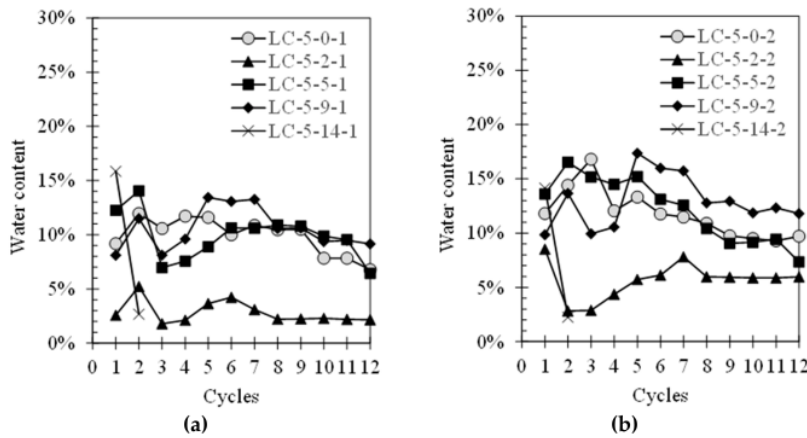 30%
25%
20%
15%
10%
5%
0%
Water content
LC-5-0-1
LC-5-2-1
LC-5-5-1
LC-5-9-1
LC-5-14-1
0 1 2 3 4 5 6 7 8 9 10 11 12
Cycles
(a)
30%
25%
20%
15%
10%
5%
0%
Water content
LC-5-0-2
LC-5-2-2
LC-5-5-2
LC-5-9-2
LC-5-14-2
0 1 2 3 4 5 6 7 8 9 10 11 12
Cycles
(b)